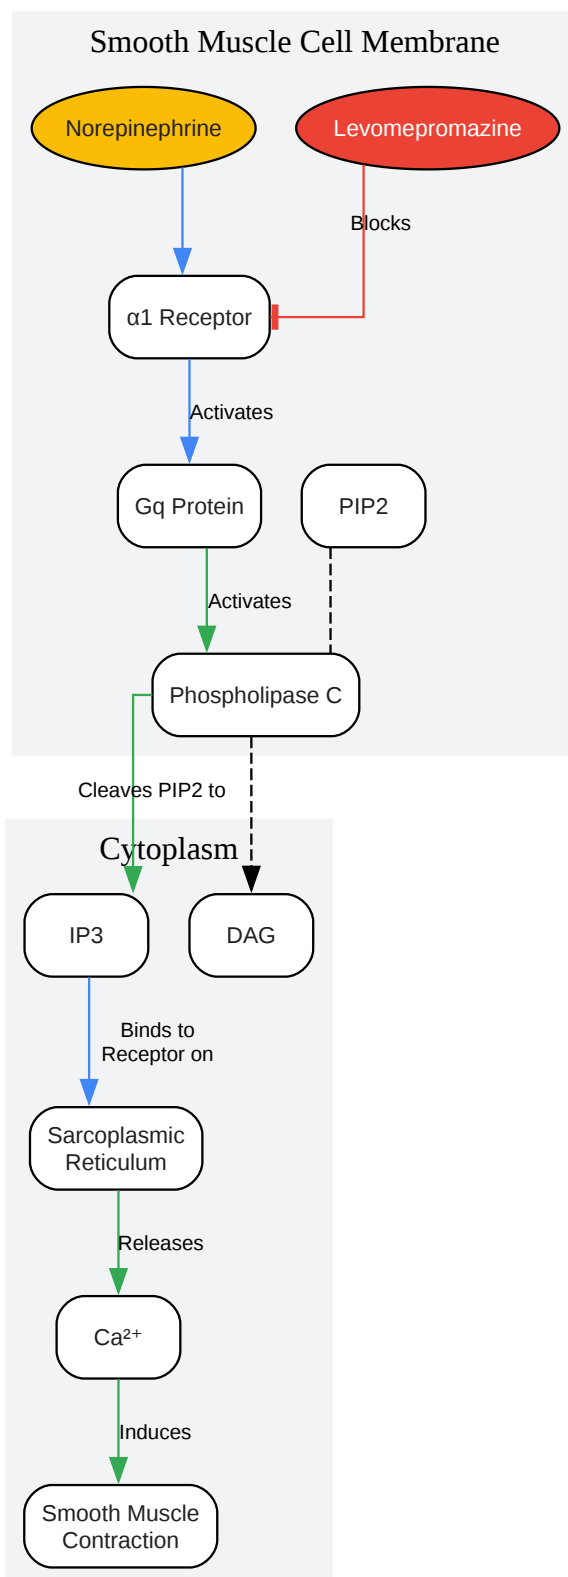 Smooth Muscle Cell Membrane
Norepinephrine
Levomepromazine
Blocks
α1 Receptor
Activates
Gq Protein
PIP2
Activates
Phospholipase C
Cleaves PIP2 to
Cytoplasm
IP3
DAG
Binds to
Receptor on
Sarcoplasmic
Reticulum
Releases
Ca²⁺
Induces
Smooth Muscle
Contraction